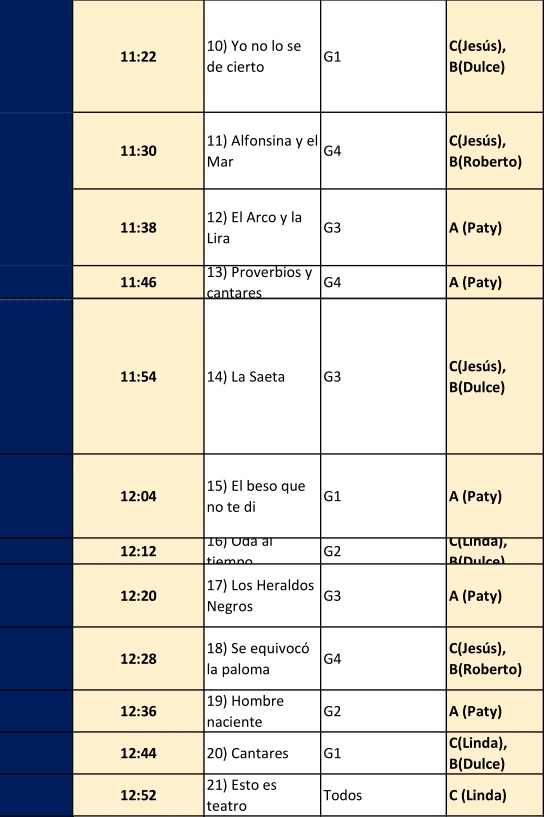 11:22
10) Yo no lo se
de cierto
G1
C(Jesús),
B(Dulce)
11:30
11) Alfonsina y el
Mar
G4
C(Jesús),
B(Roberto)
11:38
12) El Arco y la
Lira
G3
A (Paty)
11:46
13) Proverbios y
cantares
G4
A (Paty)
11:54
14) La Saeta
G3
C(Jesús),
B(Dulce)
12:04
15) El beso que
no te di
G1
A (Paty)
12:12
16) Oda al
tiempo
G2
C(Linda),
B(Dulce)
12:20
17) Los Heraldos
Negros
G3
A (Paty)
12:28
18) Se equivocó
la paloma
G4
C(Jesús),
B(Roberto)
12:36
19) Hombre
naciente
G2
A (Paty)
12:44
20) Cantares
G1
C(Linda),
B(Dulce)
12:52
21) Esto es
teatro
Todos
C (Linda)